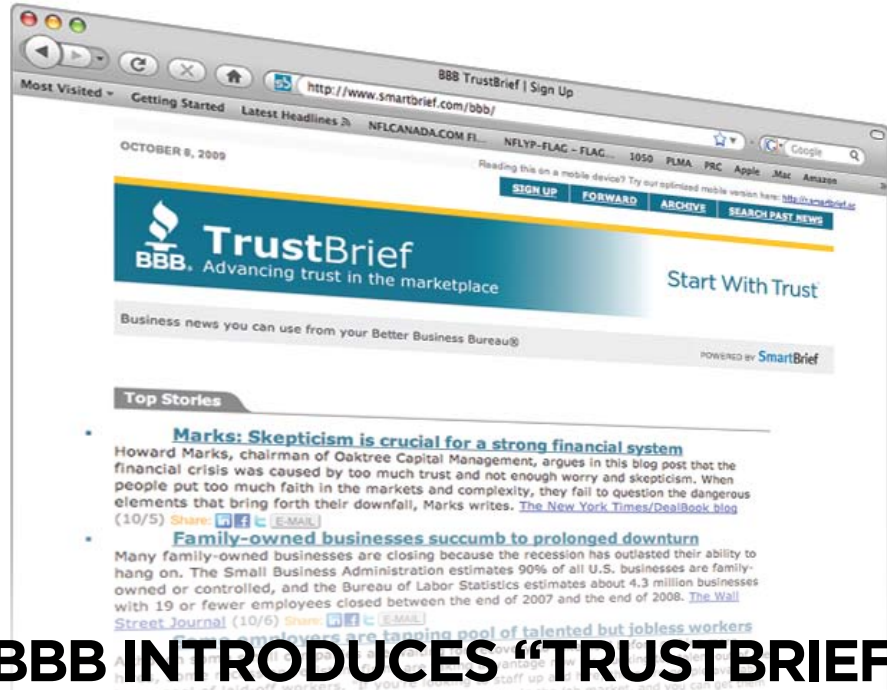 BBB TrustBrief | Sign Up
http://www.smartbrief.com/bbb/
Google
Most Visited
Getting Started
Latest Headlines
NFLCANADA.COM FI...
NFLYP-FLAG - FLAG...
1050
PLMA
PRC
Apple
.Mac
Amazon
OCTOBER 8, 2009
Reading this on a mobile device? Try our optimized mobile version here:
SIGN UP
FORWARD
ARCHIVE
SEARCH PAST NEWS
BBB.
TrustBrief
Advancing trust in the marketplace
Start With Trust
Business news you can use from your Better Business Bureau®
POWERED BY SmartBrief
Top Stories
Marks: Skepticism is crucial for a strong financial system
Howard Marks, chairman of Oaktree Capital Management, argues in this blog post that the
financial crisis was caused by too much trust and not enough worry and skepticism. When
people put too much faith in the markets and complexity, they fail to question the dangerous
elements that bring forth their downfall, Marks writes. The New York Times/DealBook blog
(10/5) Share: E-MAIL
Family-owned businesses succumb to prolonged downturn
Many family-owned businesses are closing because the recession has outlasted their ability to
hang on. The Small Business Administration estimates 90% of all U.S. businesses are family-
owned or controlled, and the Bureau of Labor Statistics estimates about 4.3 million businesses
with 19 or fewer employees closed between the end of 2007 and the end of 2008. The Wall
Street Journal (10/6) Share: E-MAIL
Some employers are tapping pool of talented but jobless workers
BBB INTRODUCES “TRUSTBRIEF